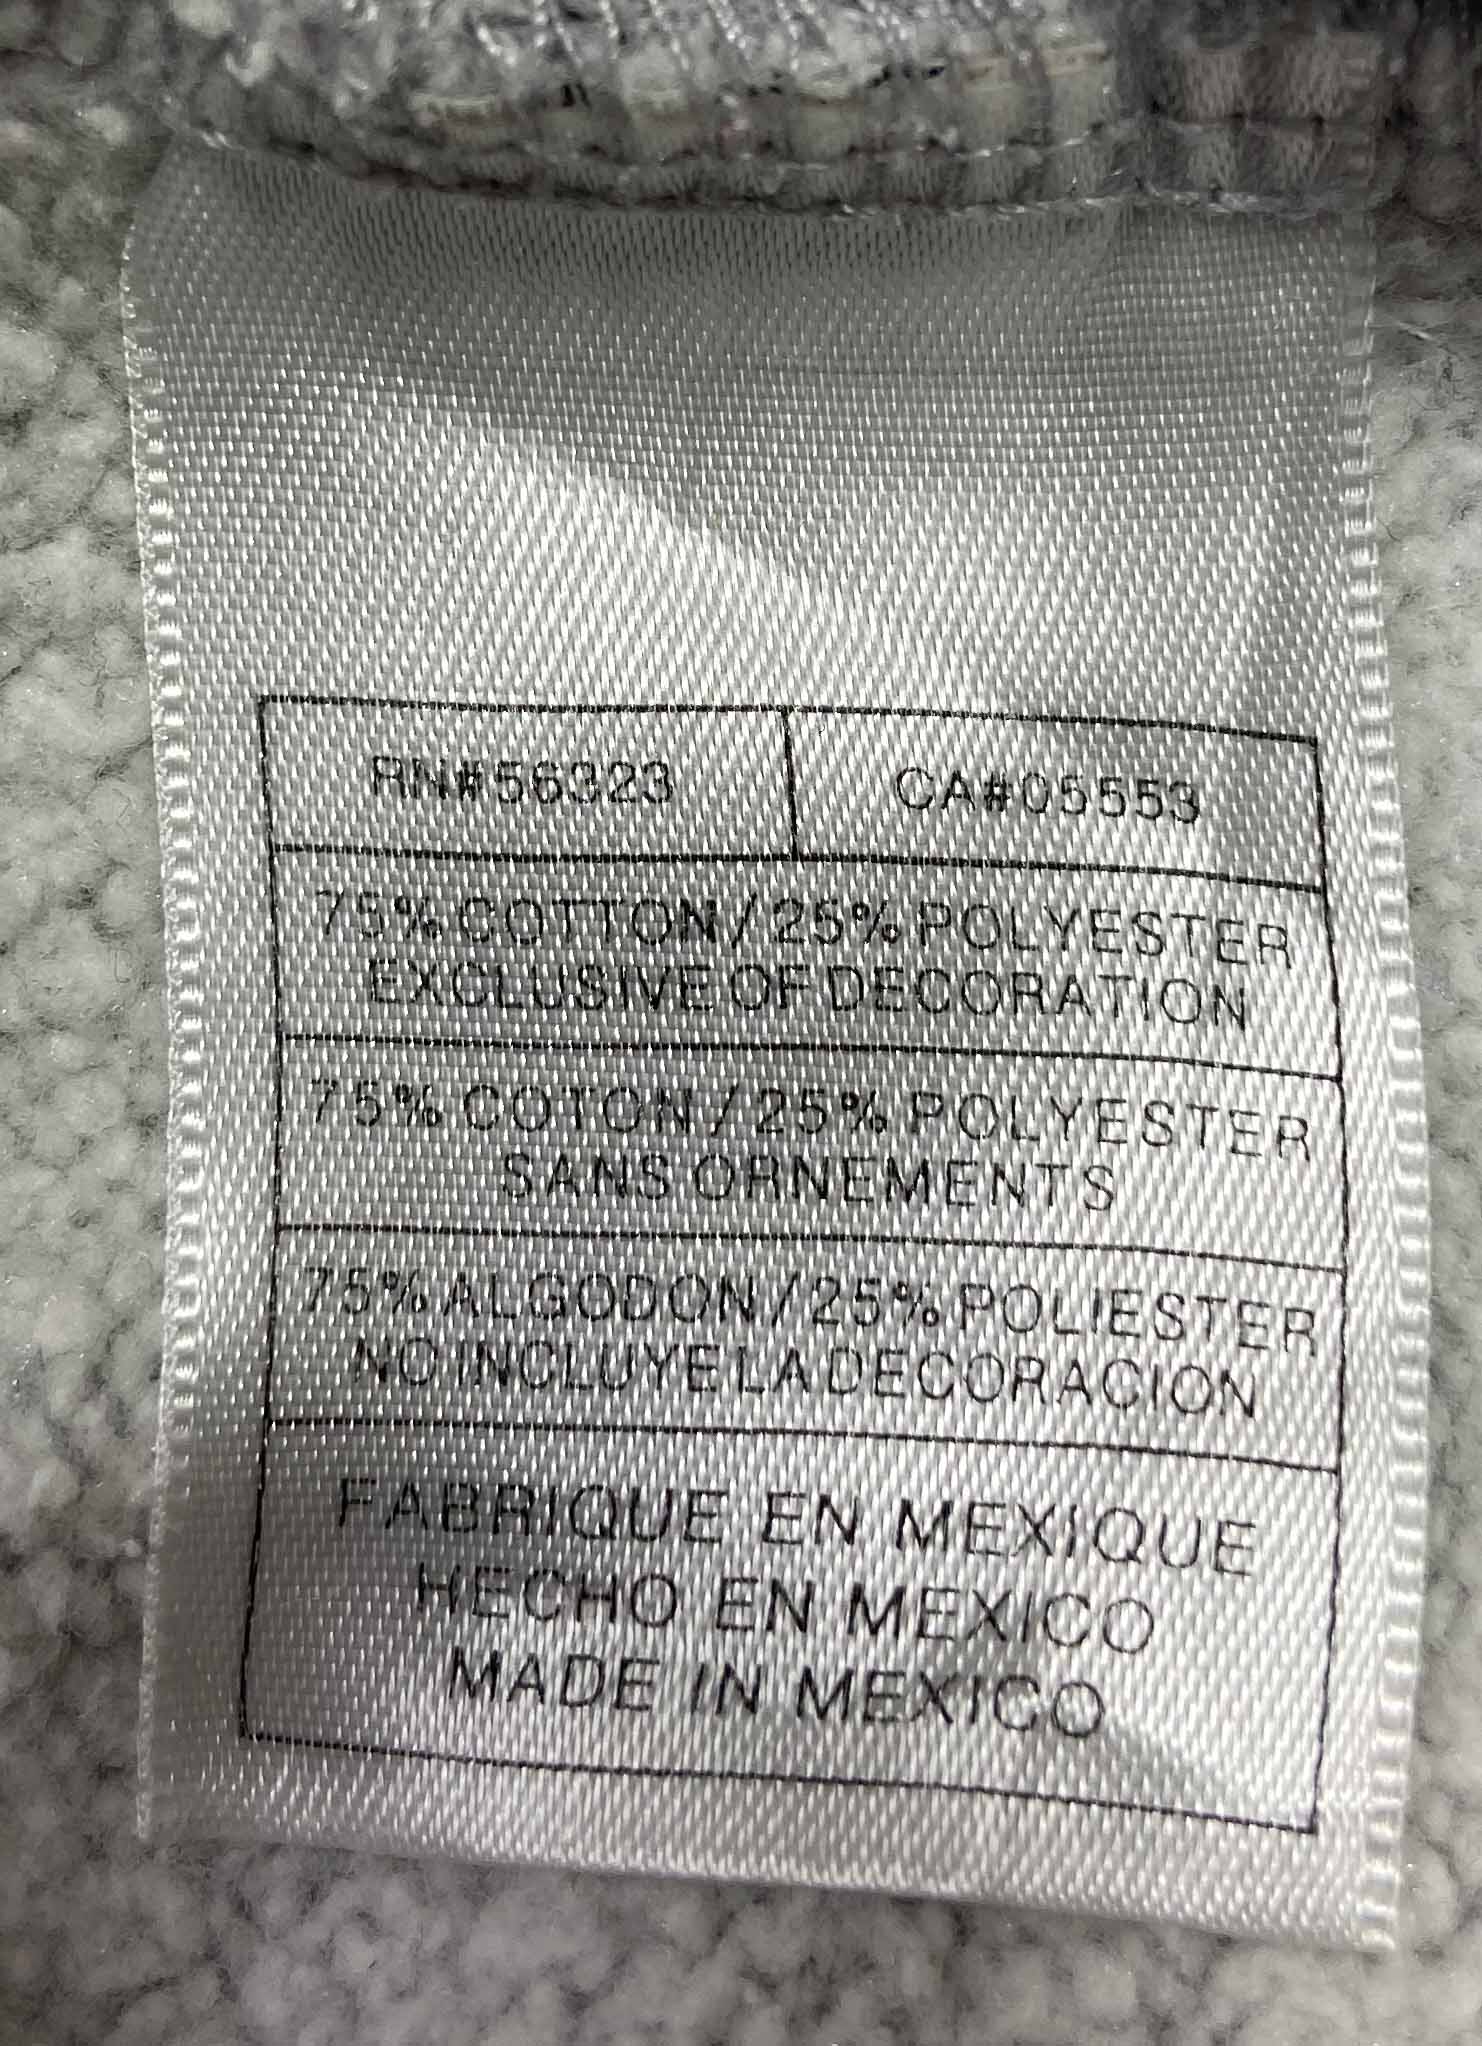 RN#56323 CA#05553
75% COTTON / 25% POLYESTER
EXCLUSIVE OF DECORATION
75% COTON / 25% POLYESTER
SANS ORNEMENTS
75% ALGODON / 25% POLIESTER
NO INCLUYE LA DECORACION
FABRIQUE EN MEXIQUE
HECHO EN MEXICO
MADE IN MEXICO